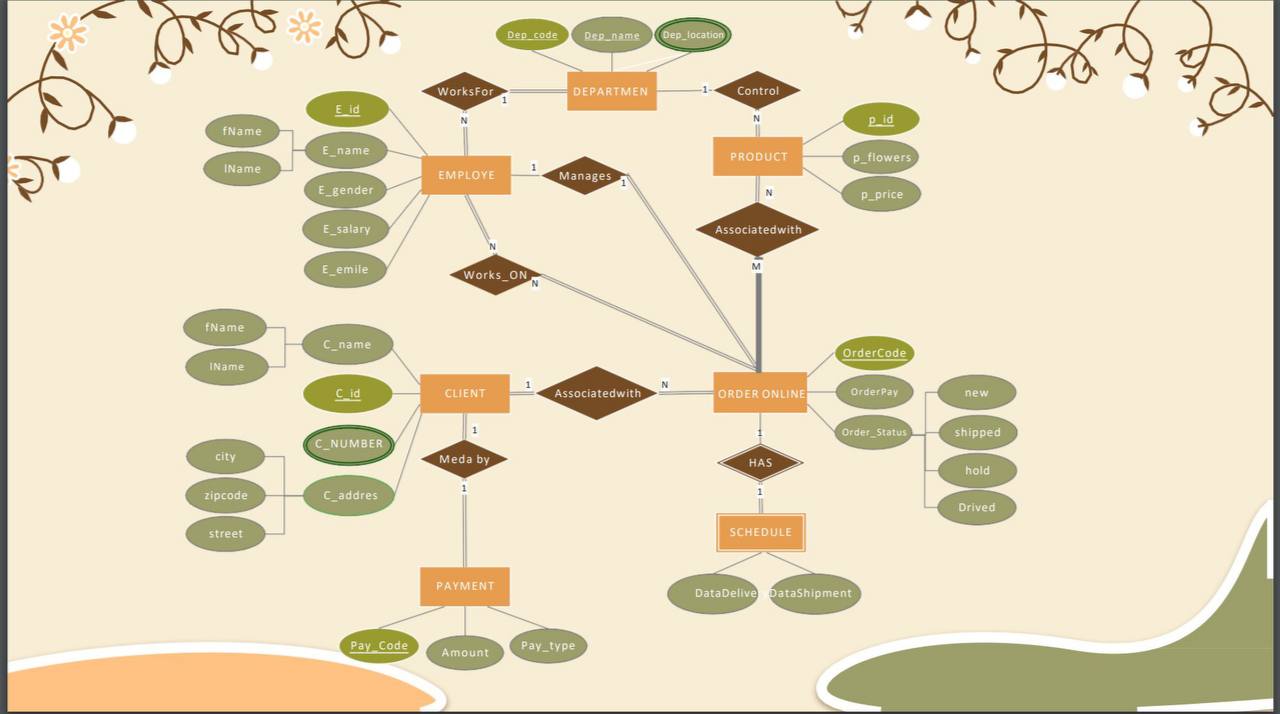 Dep_code
Dep_name
Dep_location
WorksFor
1
DEPARTMEN
1
Control
E_id
N
N
p_id
fName
E_name
lName
PRODUCT
p_flowers
EMPLOYE
1
Manages
1
E_gender
N
p_price
E_salary
Associatedwith
N
E_emile
Works_ON
N
M
fName
C_name
lName
OrderCode
C_id
CLIENT
1
Associatedwith
N
ORDER ONLINE
OrderPay
new
C_NUMBER
1
1
Order_Status
shipped
city
Meda by
HAS
hold
zipcode
C_addres
1
1
Drived
street
SCHEDULE
PAYMENT
DataDelive
DataShipment
Pay_Code
Amount
Pay_type